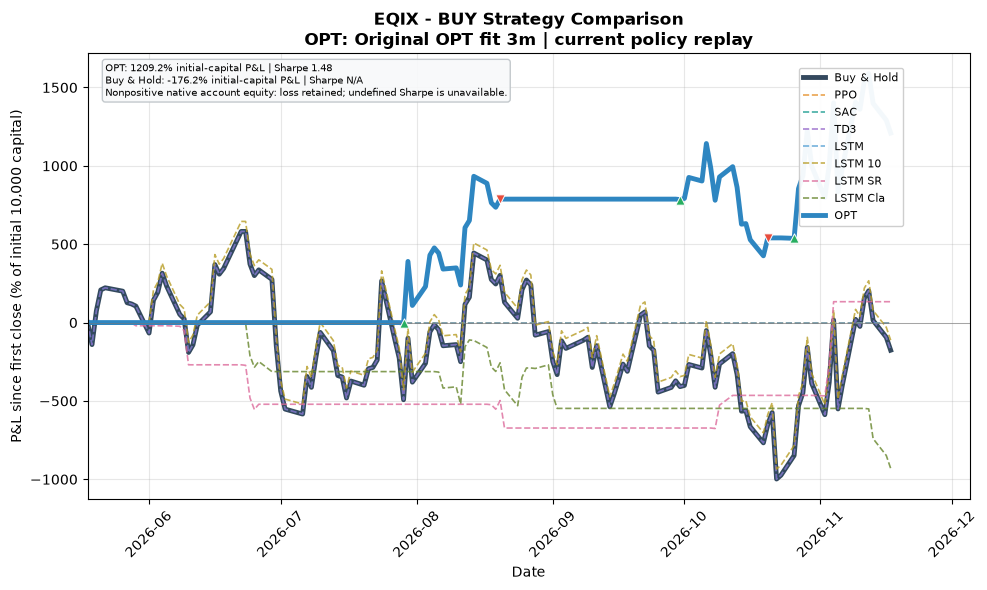 EQIX - BUY Strategy Comparison
OPT: Original OPT fit 3m | current policy replay
OPT: 1209.2% initial-capital P&L | Sharpe 1.48
Buy & Hold: -176.2% initial-capital P&L | Sharpe N/A
Nonpositive native account equity: loss retained; undefined Sharpe is unavailable.
Buy & Hold
PPO
SAC
TD3
LSTM
LSTM 10
LSTM SR
LSTM Cla
OPT
P&L since first close (% of initial 10,000 capital)
1500
1000
500
0
−500
−1000
2026-06
2026-07
2026-08
2026-09
2026-10
2026-11
2026-12
Date